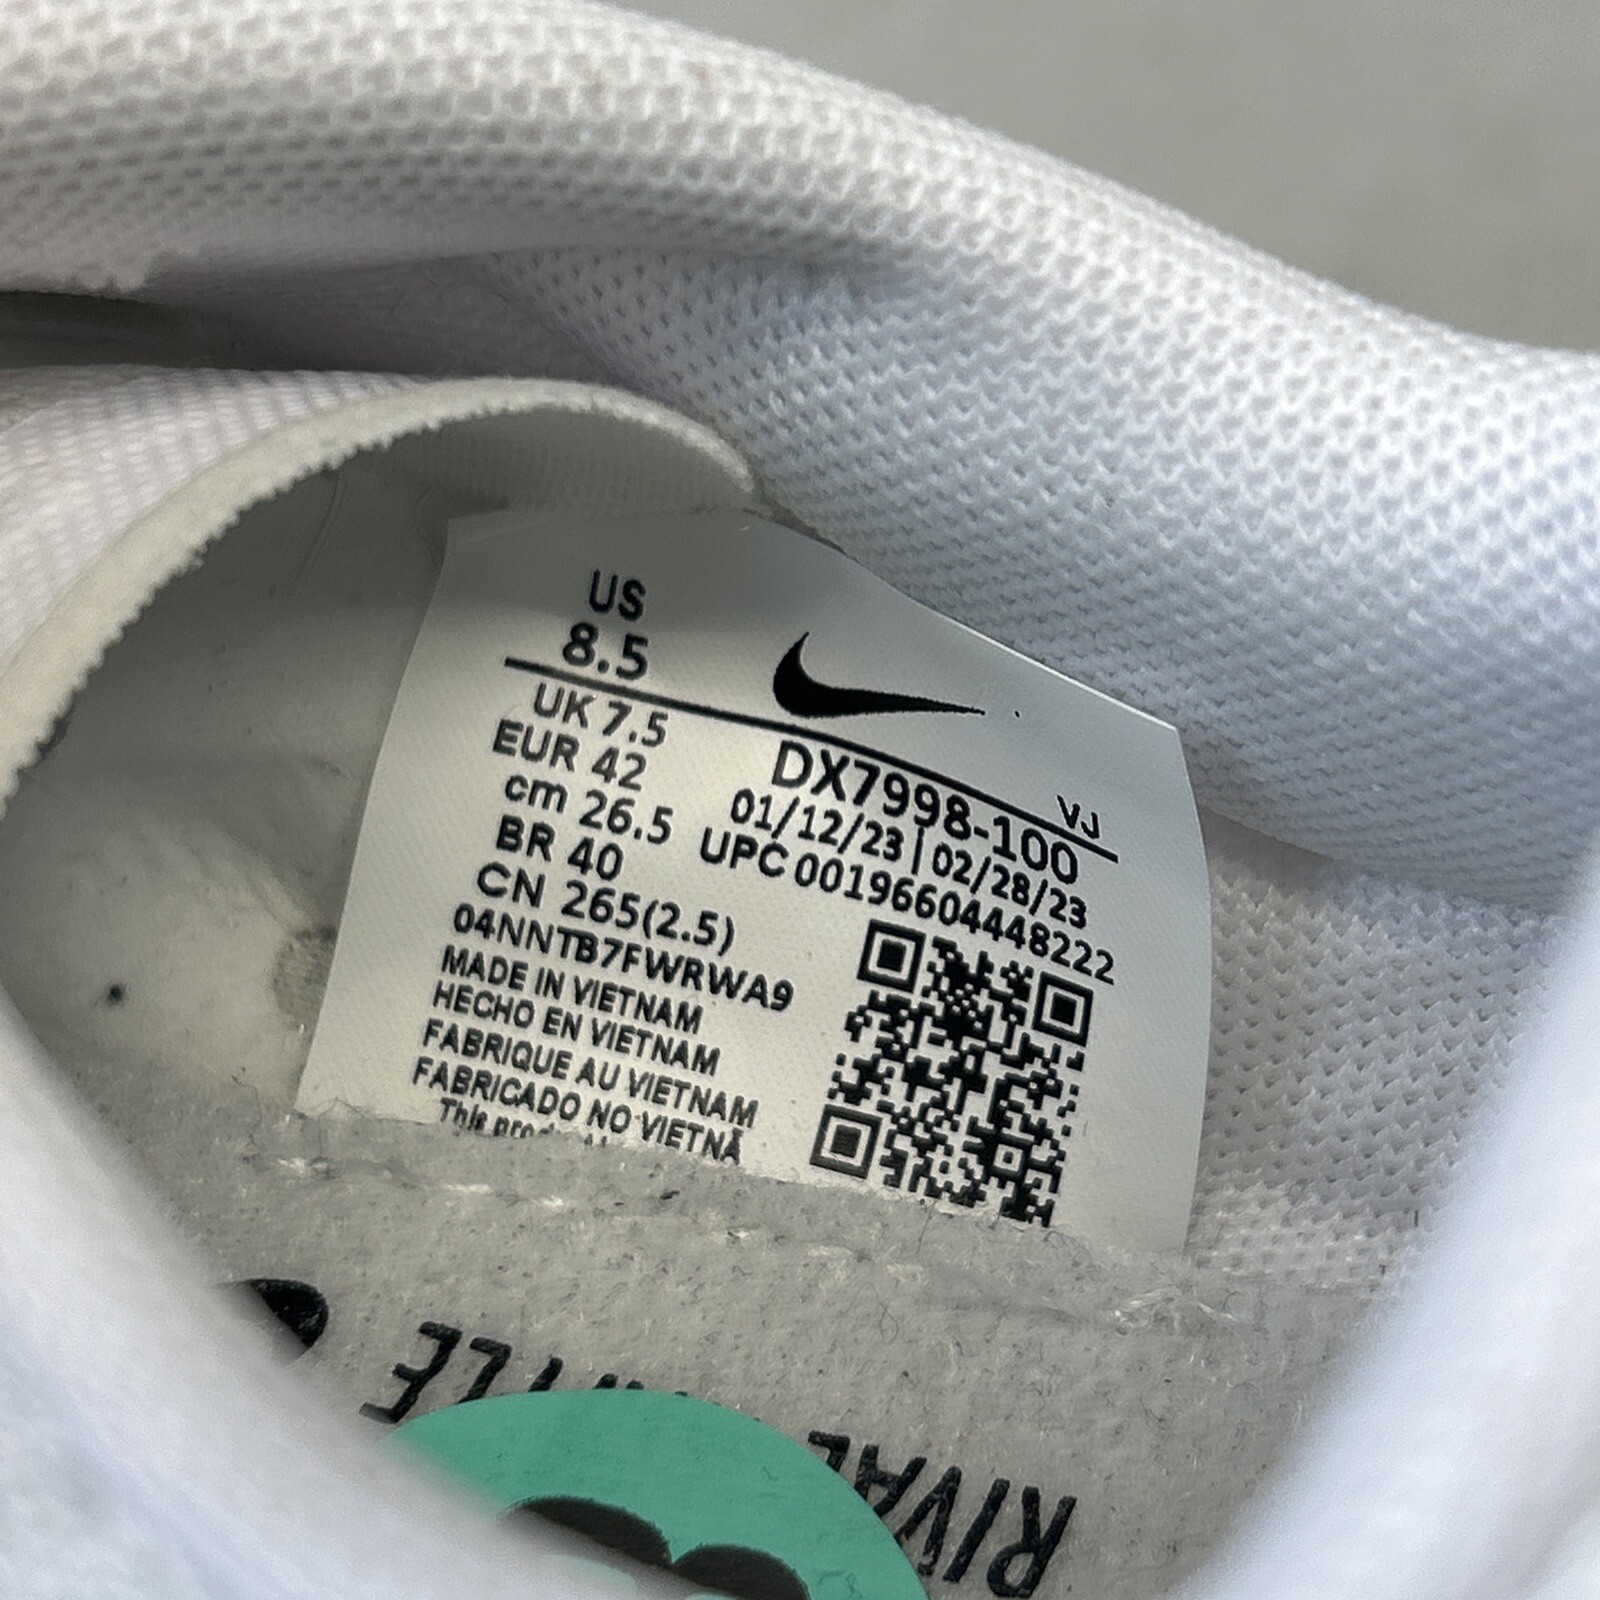 US
8.5
UK 7.5
EUR 42
cm 26.5
BR 40
CN 265(2.5)
04NNTB7FWRWA9
MADE IN VIETNAM
HECHO EN VIETNAM
FABRIQUE AU VIETNAM
FABRICADO NO VIETNÃ
This
VJ
DX7998-100
01/12/23 | 02/28/23
UPC 00196604448222
RIVAL